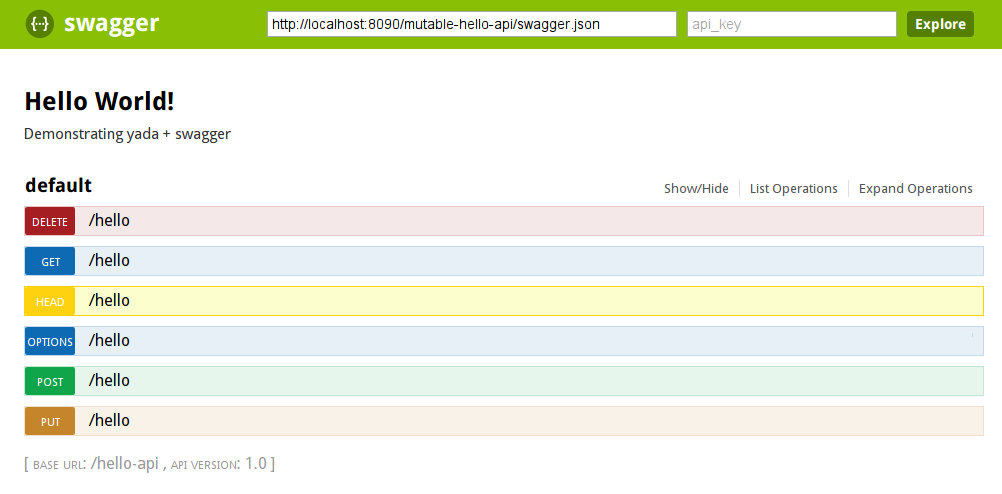 {···} swagger http://localhost:8090/mutable-hello-api/swagger.json api_key Explore
Hello World!
Demonstrating yada + swagger
default Show/Hide List Operations Expand Operations
DELETE /hello
GET /hello
HEAD /hello
OPTIONS /hello
POST /hello
PUT /hello
[ BASE URL: /hello-api , API VERSION: 1.0 ]